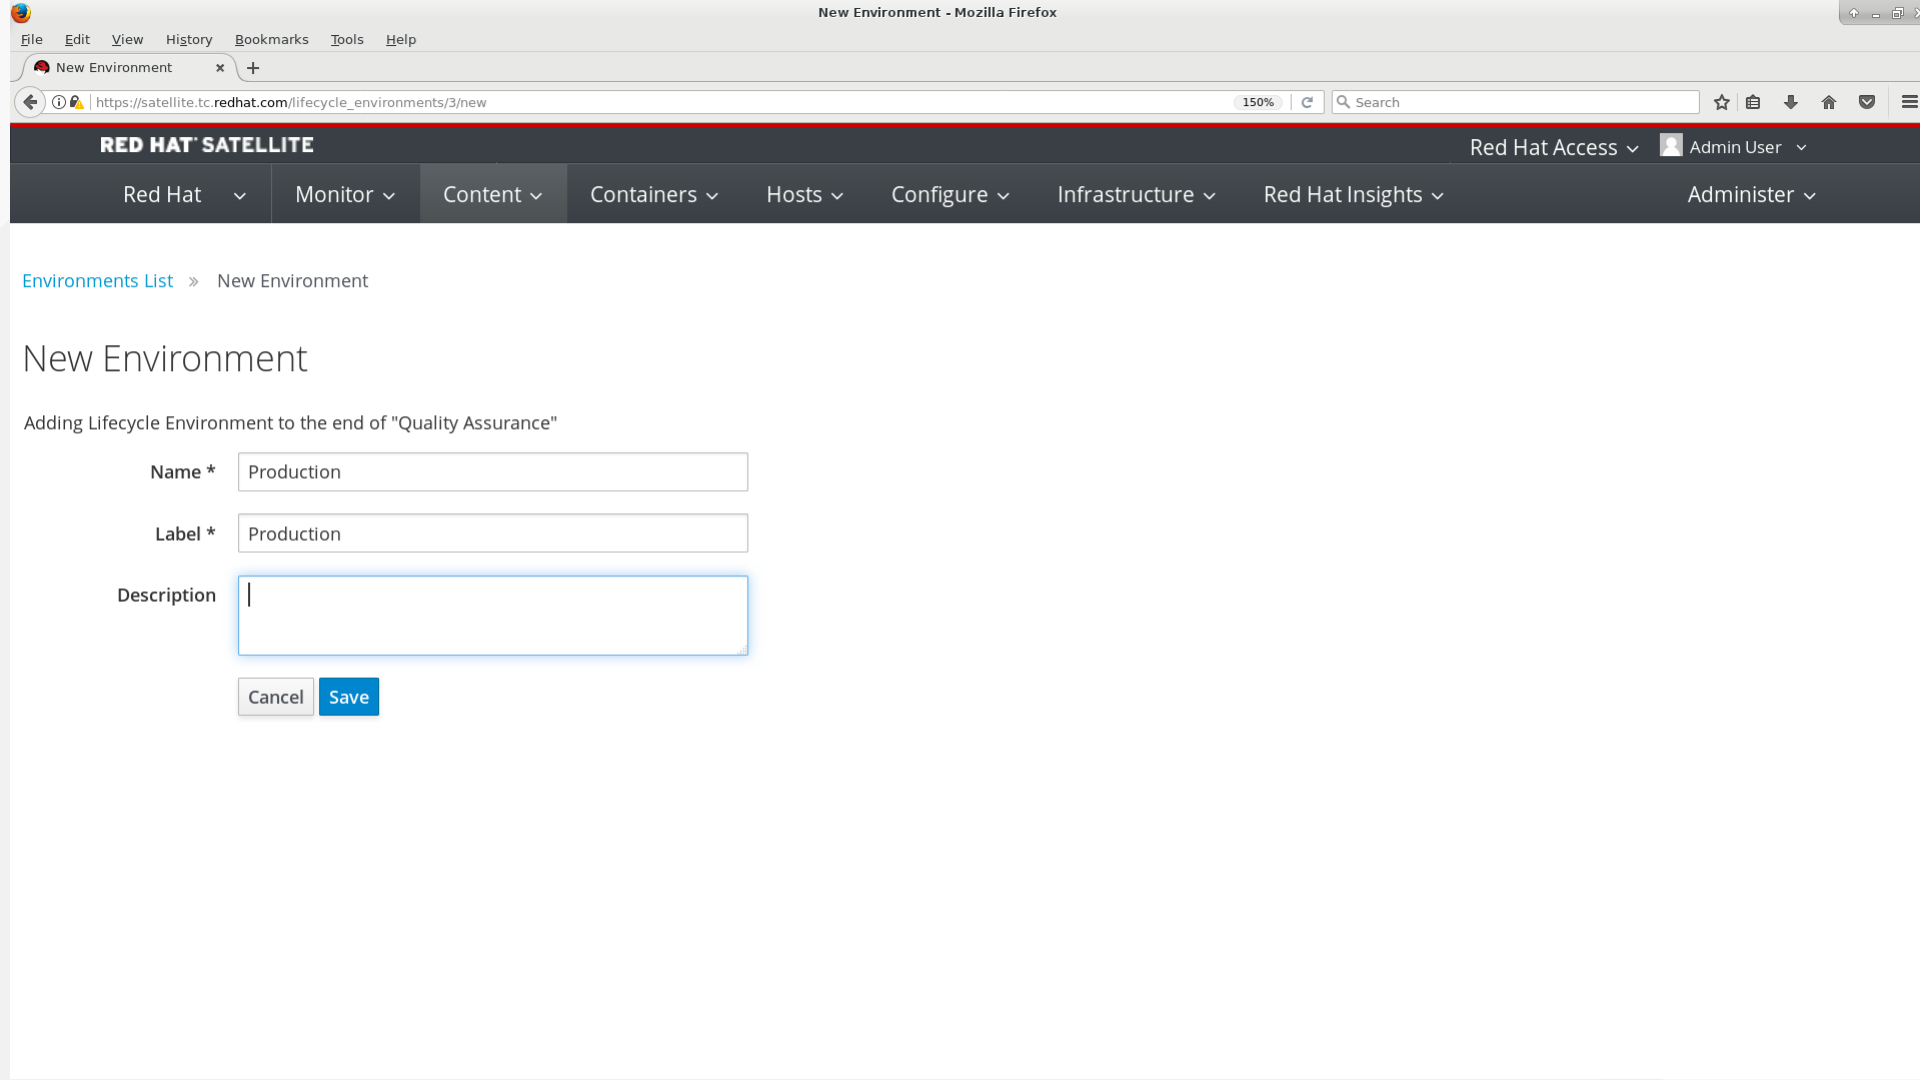 New Environment - Mozilla Firefox
File Edit View History Bookmarks Tools Help
New Environment
https://satellite.tc.redhat.com/lifecycle_environments/3/new 150% Search
RED HAT SATELLITE Red Hat Access Admin User
Red Hat Monitor Content Containers Hosts Configure Infrastructure Red Hat Insights Administer
Environments List » New Environment
New Environment
Adding Lifecycle Environment to the end of "Quality Assurance"
Name * Production
Label * Production
Description
Cancel Save